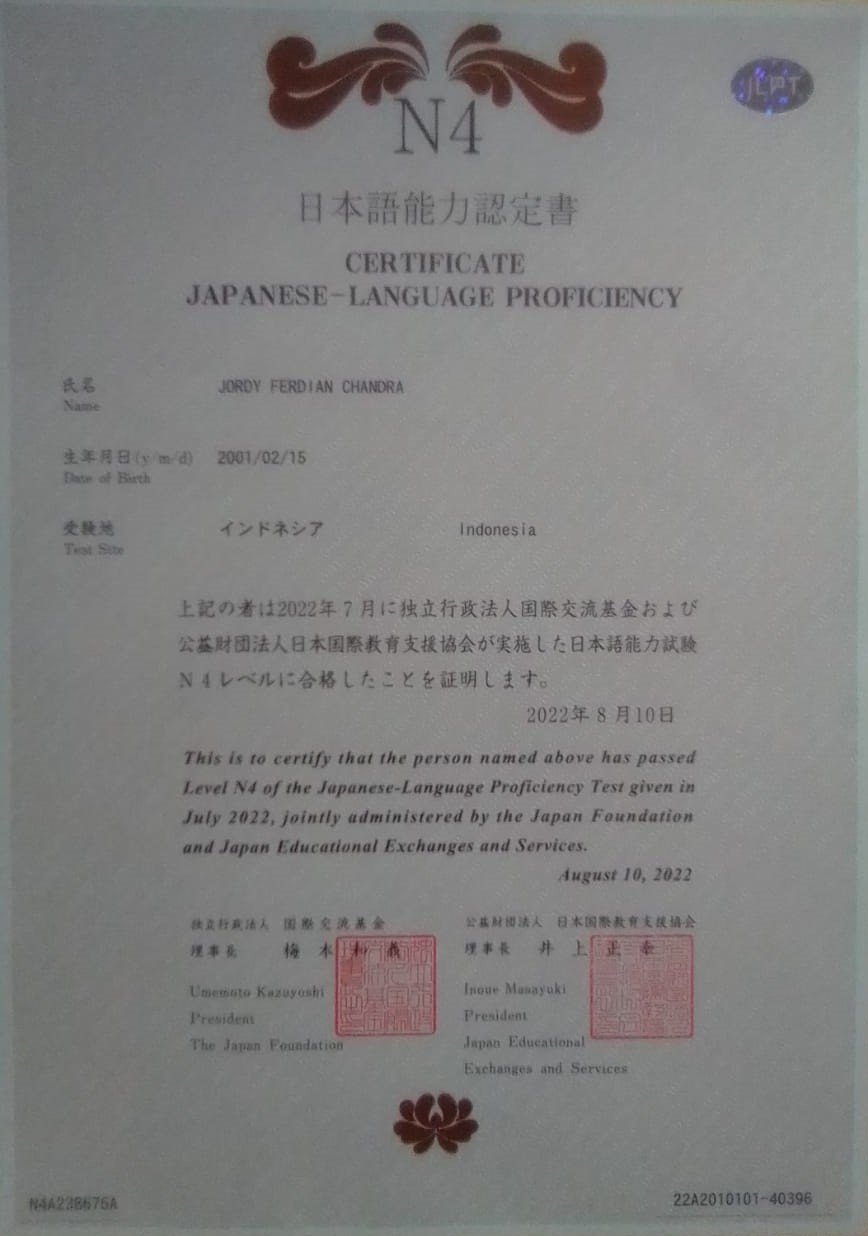 JLPT
N4
日本語能力認定書
CERTIFICATE
JAPANESE-LANGUAGE PROFICIENCY
氏名 JORDY FERDIAN CHANDRA
Name
生年月日(y/m/d) 2001/02/15
Date of Birth
受験地 インドネシア Indonesia
Test Site
上記の者は2022年7月に独立行政法人国際交流基金および
公益財団法人日本国際教育支援協会が実施した日本語能力試験
N4レベルに合格したことを証明します。
2022年8月10日
This is to certify that the person named above has passed
Level N4 of the Japanese-Language Proficiency Test given in
July 2022, jointly administered by the Japan Foundation
and Japan Educational Exchanges and Services.
August 10, 2022
独立行政法人 国際交流基金
理事長 梅本和義
Umemoto Kazuyoshi
President
The Japan Foundation
公益財団法人 日本国際教育支援協会
理事長 井上正幸
Inoue Masayuki
President
Japan Educational
Exchanges and Services
N4A238676A
22A2010101-40396